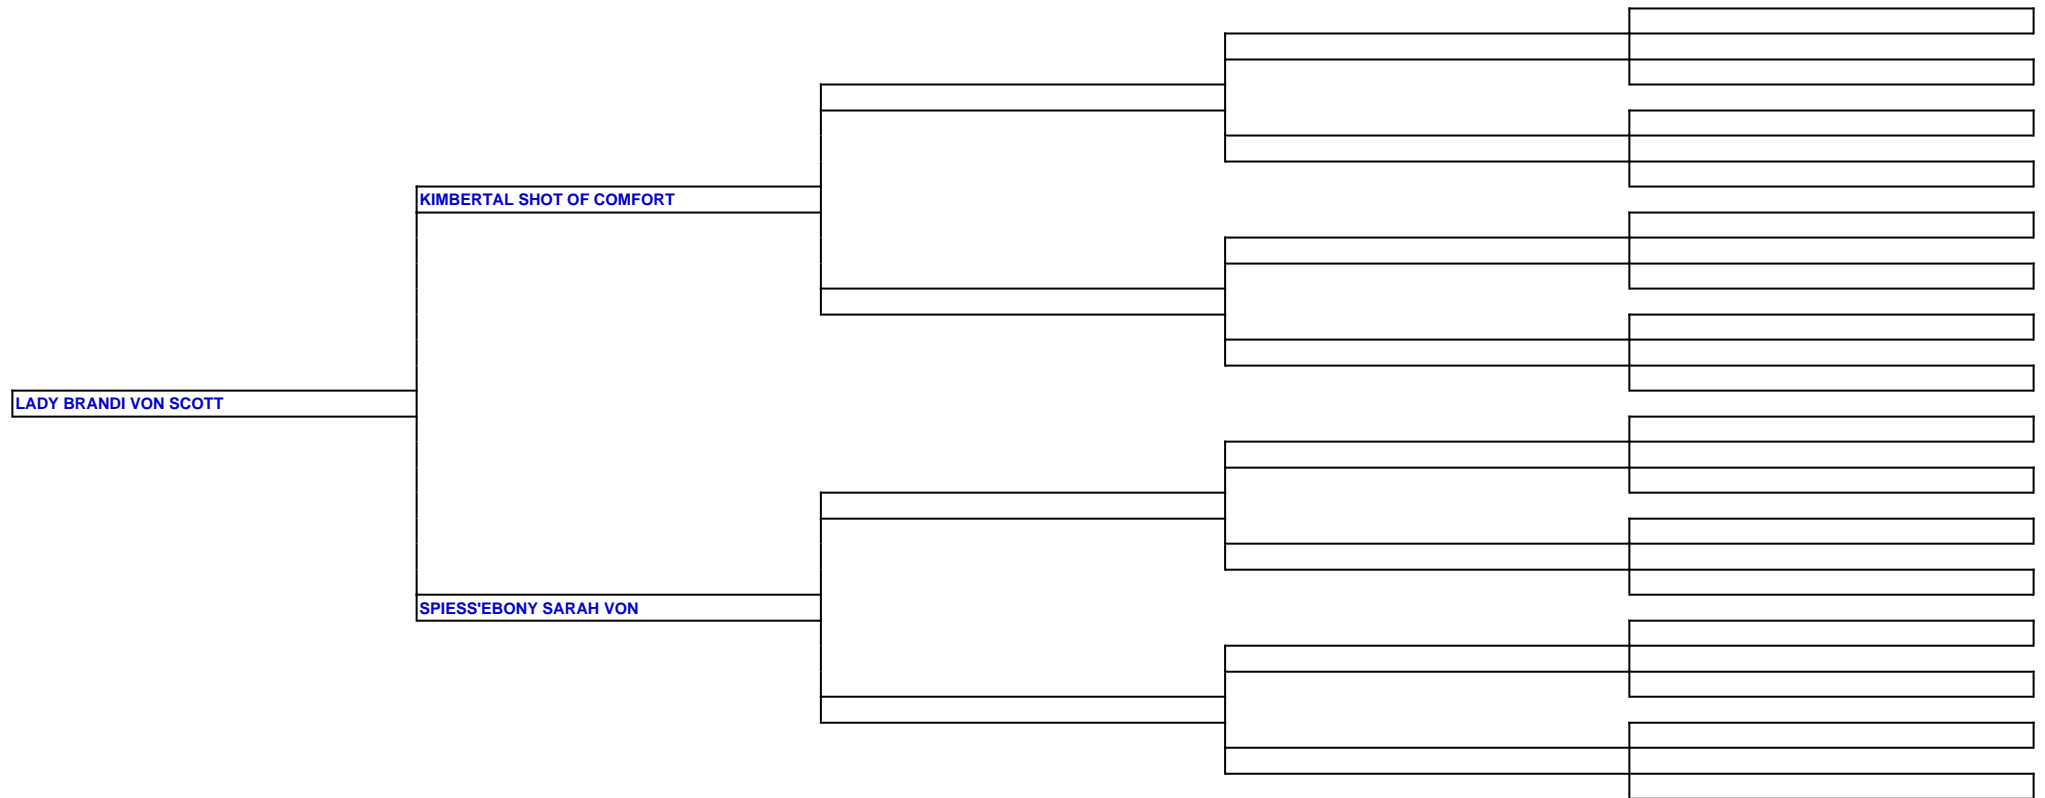 KIMBERTAL SHOT OF COMFORT
LADY BRANDI VON SCOTT
SPIESS'EBONY SARAH VON